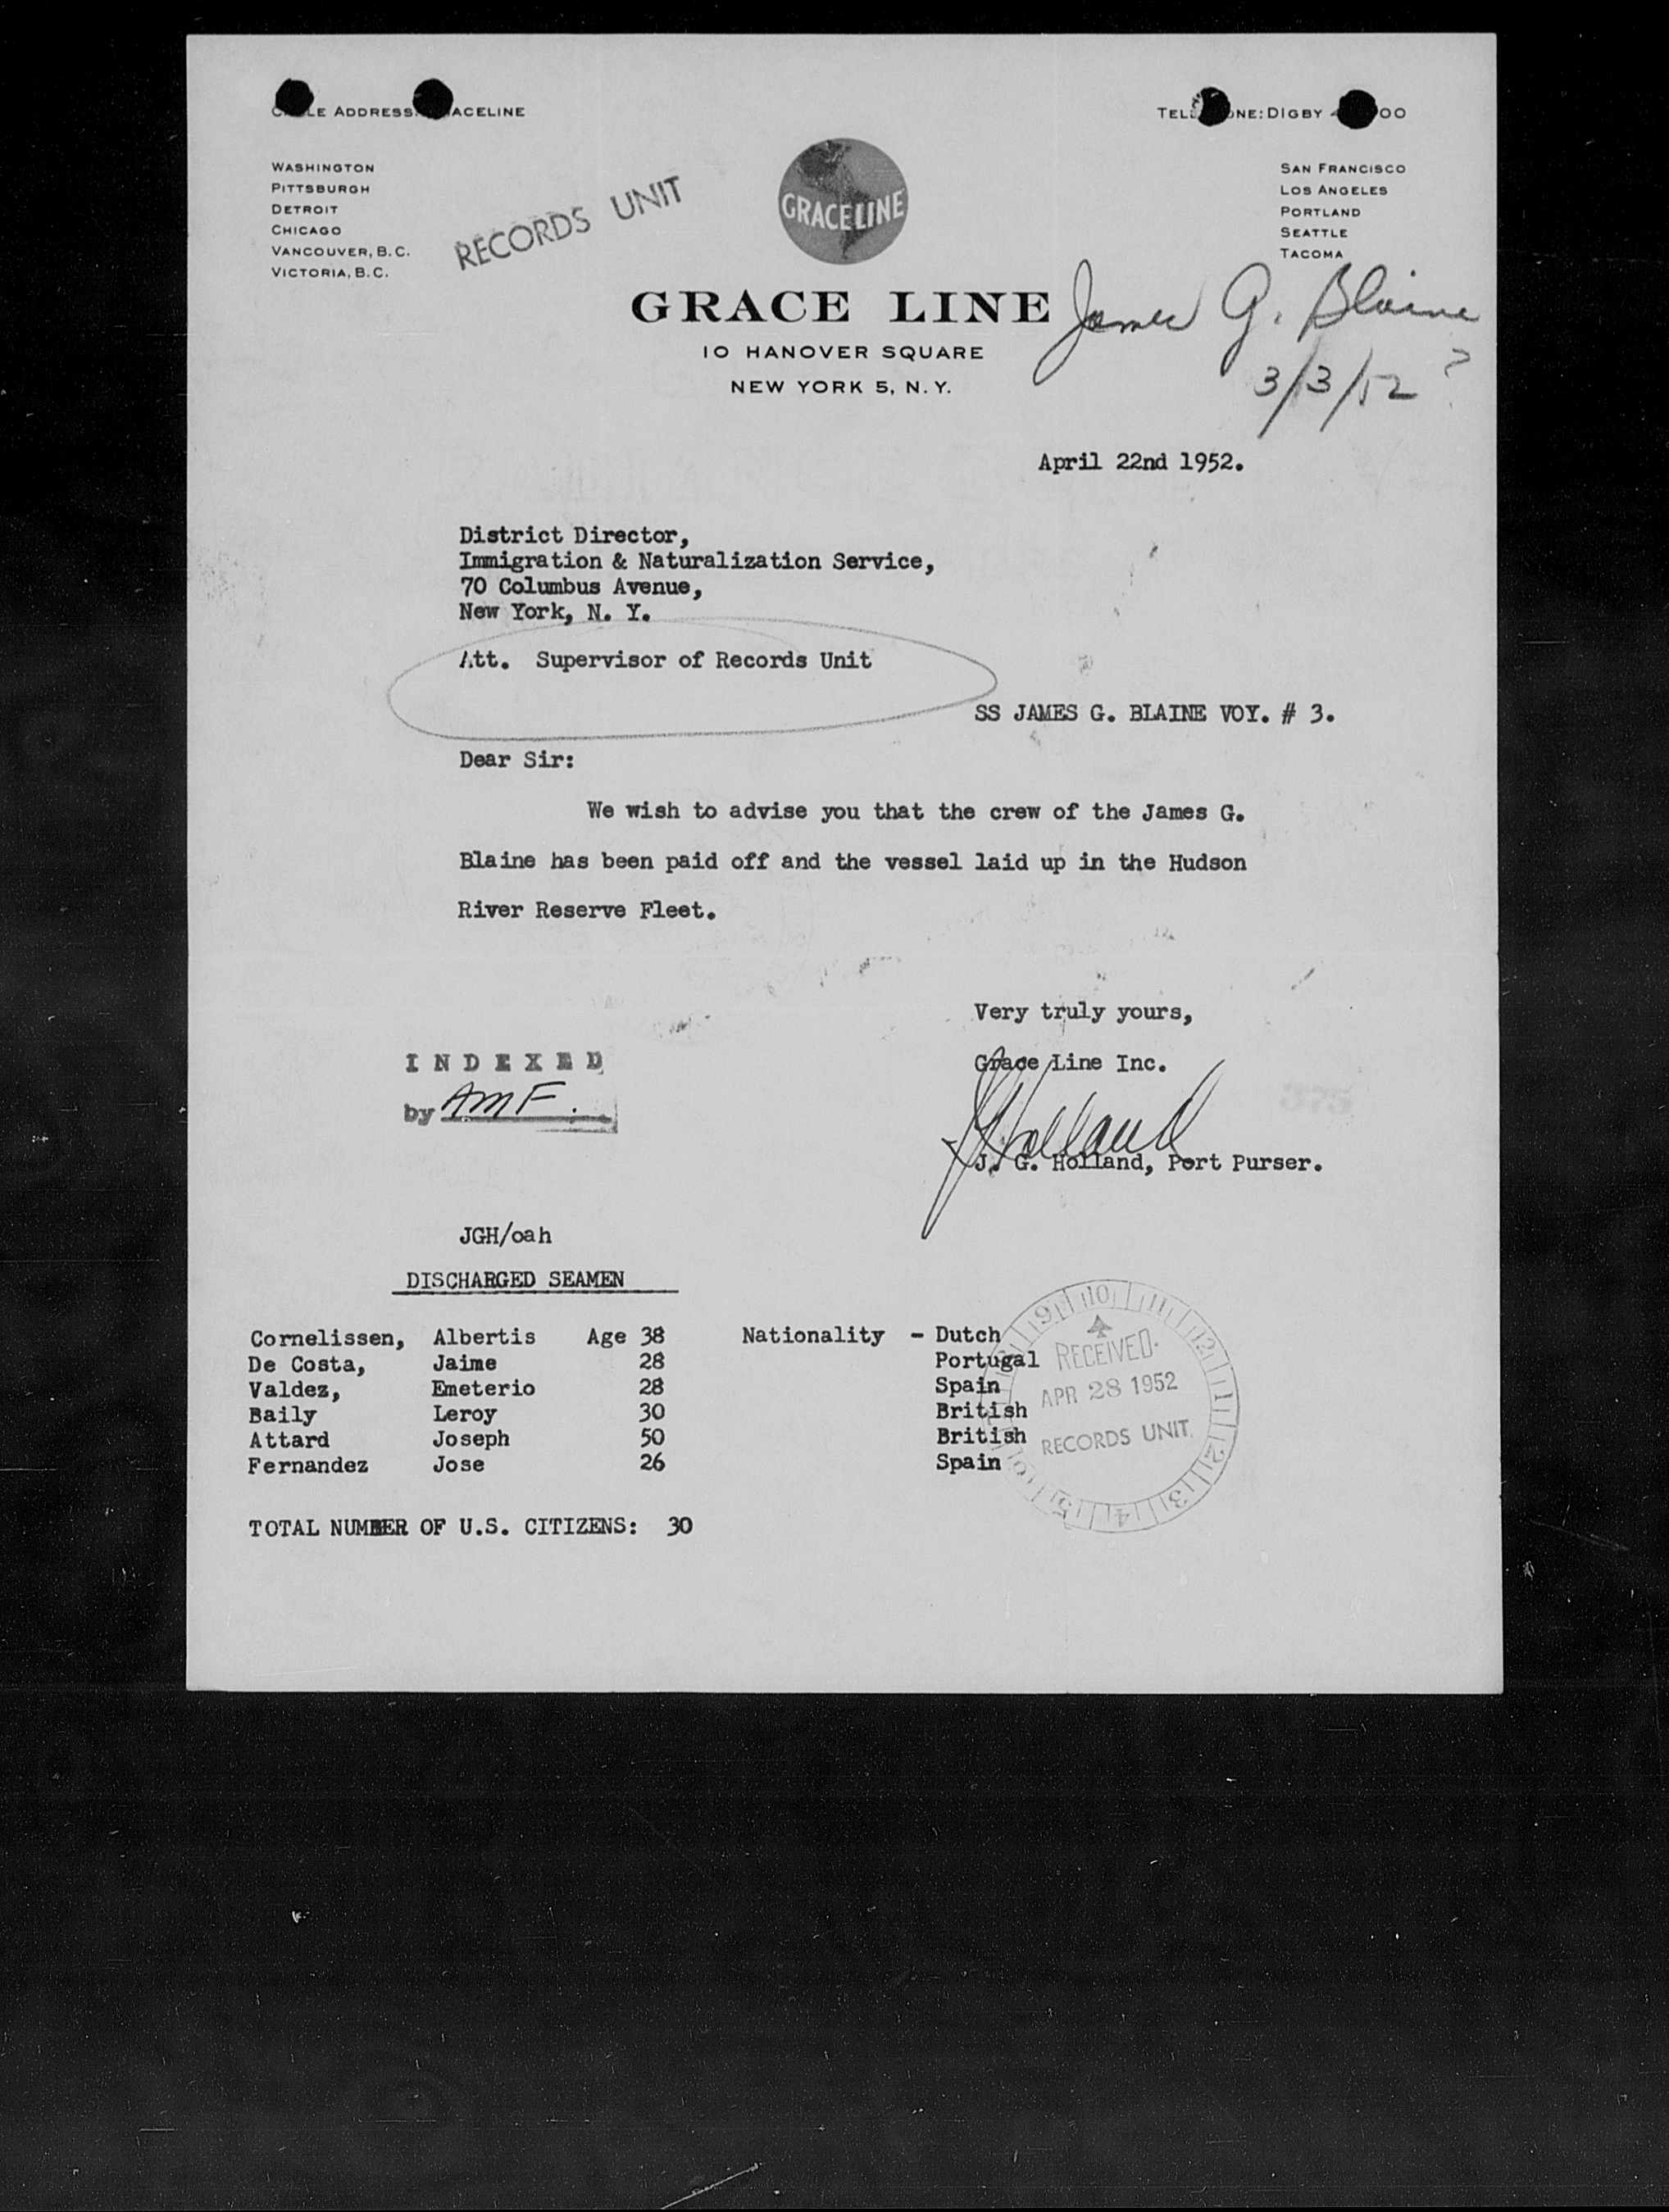 CABLE ADDRESS: GRACELINE
TELEPHONE: DIGBY
WASHINGTON
PITTSBURGH
DETROIT
CHICAGO
VANCOUVER, B.C.
VICTORIA, B.C.
RECORDS UNIT
GRACE LINE
SAN FRANCISCO
LOS ANGELES
PORTLAND
SEATTLE
TACOMA
GRACE LINE
10 HANOVER SQUARE
NEW YORK 5, N. Y.
James G. Blaine
3/3/52 ?
April 22nd 1952.
District Director,
Immigration & Naturalization Service,
70 Columbus Avenue,
New York, N. Y.
Att. Supervisor of Records Unit
SS JAMES G. BLAINE VOY. # 3.
Dear Sir:
We wish to advise you that the crew of the James G.
Blaine has been paid off and the vessel laid up in the Hudson
River Reserve Fleet.
Very truly yours,
Grace Line Inc.
INDEXED
by AMF.
JGHolland
J. G. Holland, Port Purser.
JGH/oah
DISCHARGED SEAMEN
Cornelissen, Albertis Age 38 Nationality - Dutch
De Costa, Jaime 28 Portugal
Valdez, Emeterio 28 Spain
Baily Leroy 30 British
Attard Joseph 50 British
Fernandez Jose 26 Spain
RECEIVED
APR 28 1952
RECORDS UNIT.
TOTAL NUMBER OF U.S. CITIZENS: 30